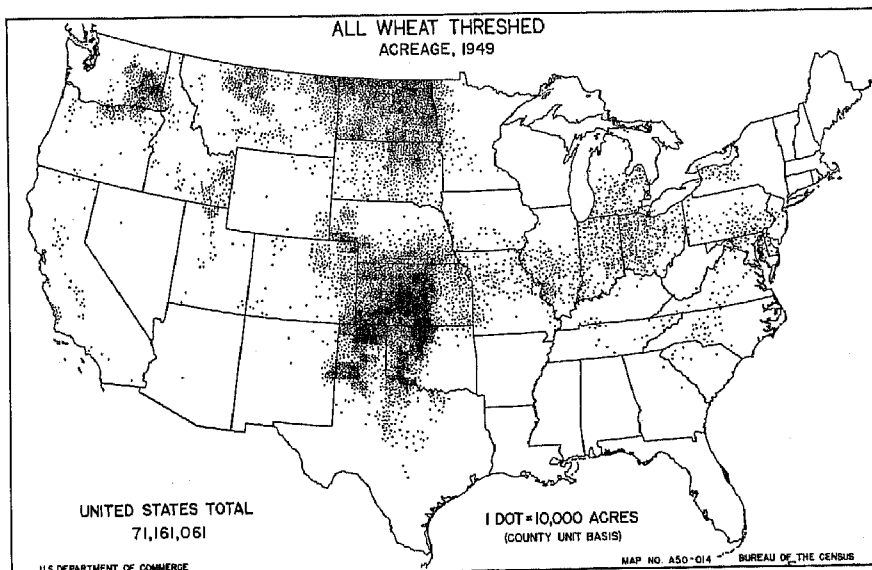 ALL WHEAT THRESHED
ACREAGE, 1949
UNITED STATES TOTAL
71,161,061
1 DOT = 10,000 ACRES
(COUNTY UNIT BASIS)
U.S. DEPARTMENT OF COMMERCE
MAP NO. A50-014
BUREAU OF THE CENSUS